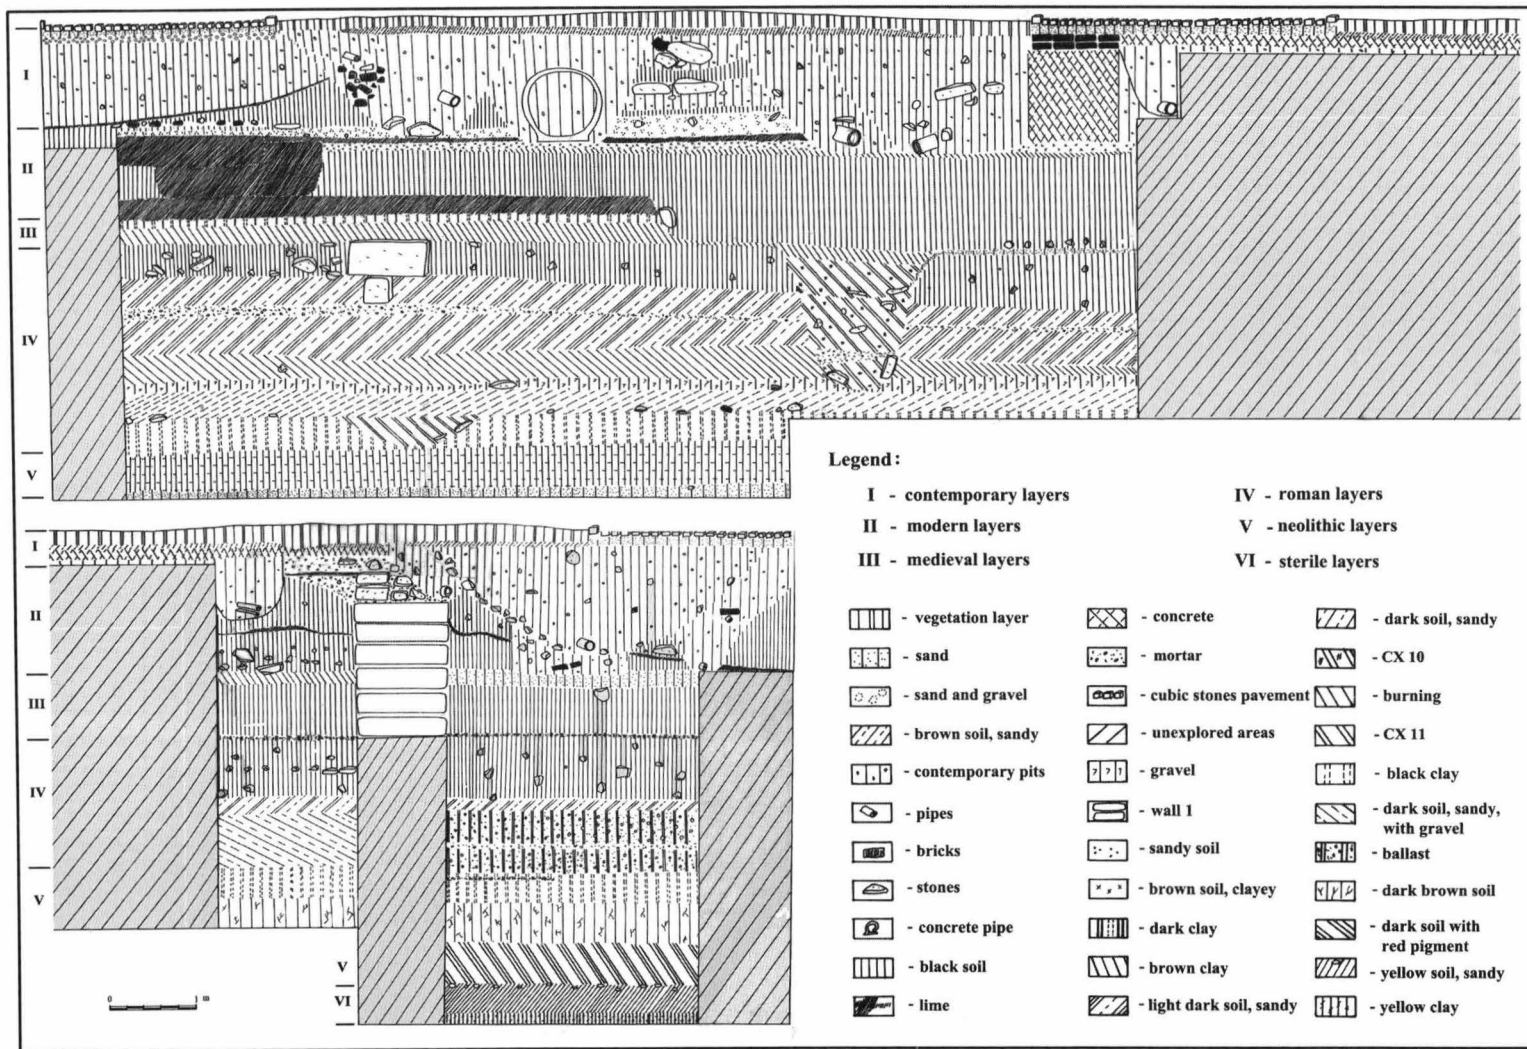 I
II
III
IV
V
I
II
III
IV
V
V
VI
0 1 m
Legend :
I - contemporary layers
II - modern layers
III - medieval layers
IV - roman layers
V - neolithic layers
VI - sterile layers
- vegetation layer
- sand
- sand and gravel
- brown soil, sandy
- contemporary pits
- pipes
- bricks
- stones
- concrete pipe
- black soil
- lime
- concrete
- mortar
- cubic stones pavement
- unexplored areas
- gravel
- wall 1
- sandy soil
- brown soil, clayey
- dark clay
- brown clay
- light dark soil, sandy
- dark soil, sandy
- CX 10
- burning
- CX 11
- black clay
- dark soil, sandy,
with gravel
- ballast
- dark brown soil
- dark soil with
red pigment
- yellow soil, sandy
- yellow clay